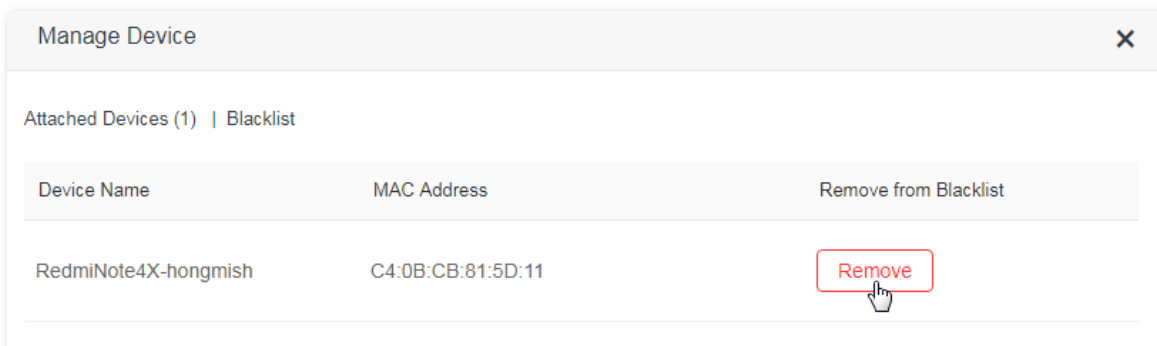 Manage Device
Attached Devices (1) | Blacklist
Device Name MAC Address Remove from Blacklist
RedmiNote4X-hongmish C4:0B:CB:81:5D:11 Remove